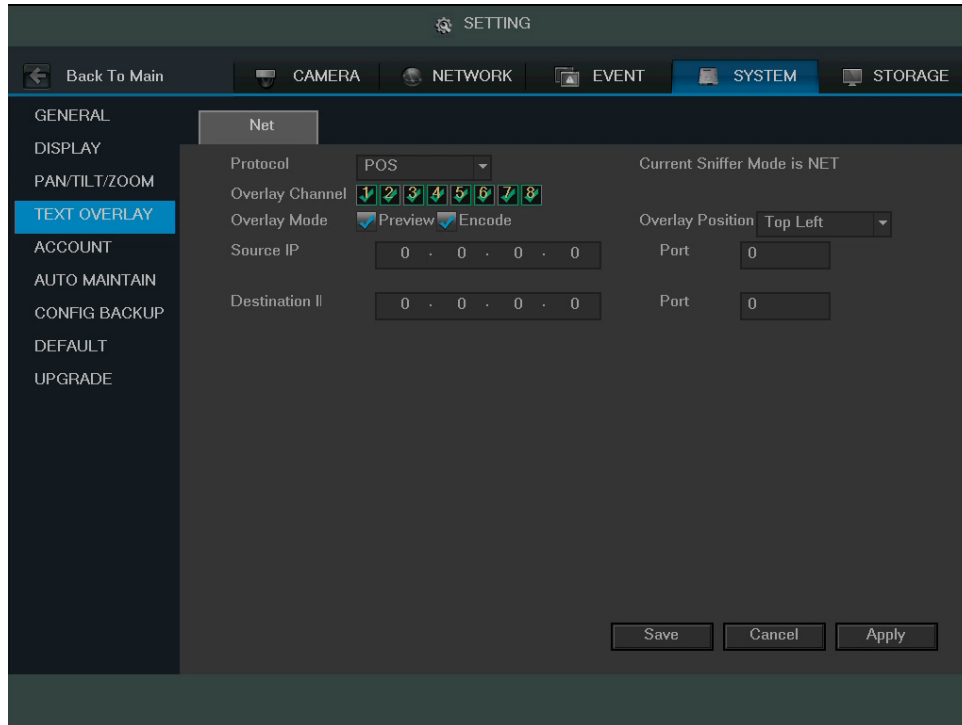 SETTING
Back To Main CAMERA NETWORK EVENT SYSTEM STORAGE
GENERAL
DISPLAY
PAN/TILT/ZOOM
TEXT OVERLAY
ACCOUNT
AUTO MAINTAIN
CONFIG BACKUP
DEFAULT
UPGRADE
Net
Protocol POS Current Sniffer Mode is NET
Overlay Channel 1 2 3 4 5 6 7 8
Overlay Mode Preview Encode Overlay Position Top Left
Source IP 0 . 0 . 0 . 0 Port 0
Destination I 0 . 0 . 0 . 0 Port 0
Save Cancel Apply